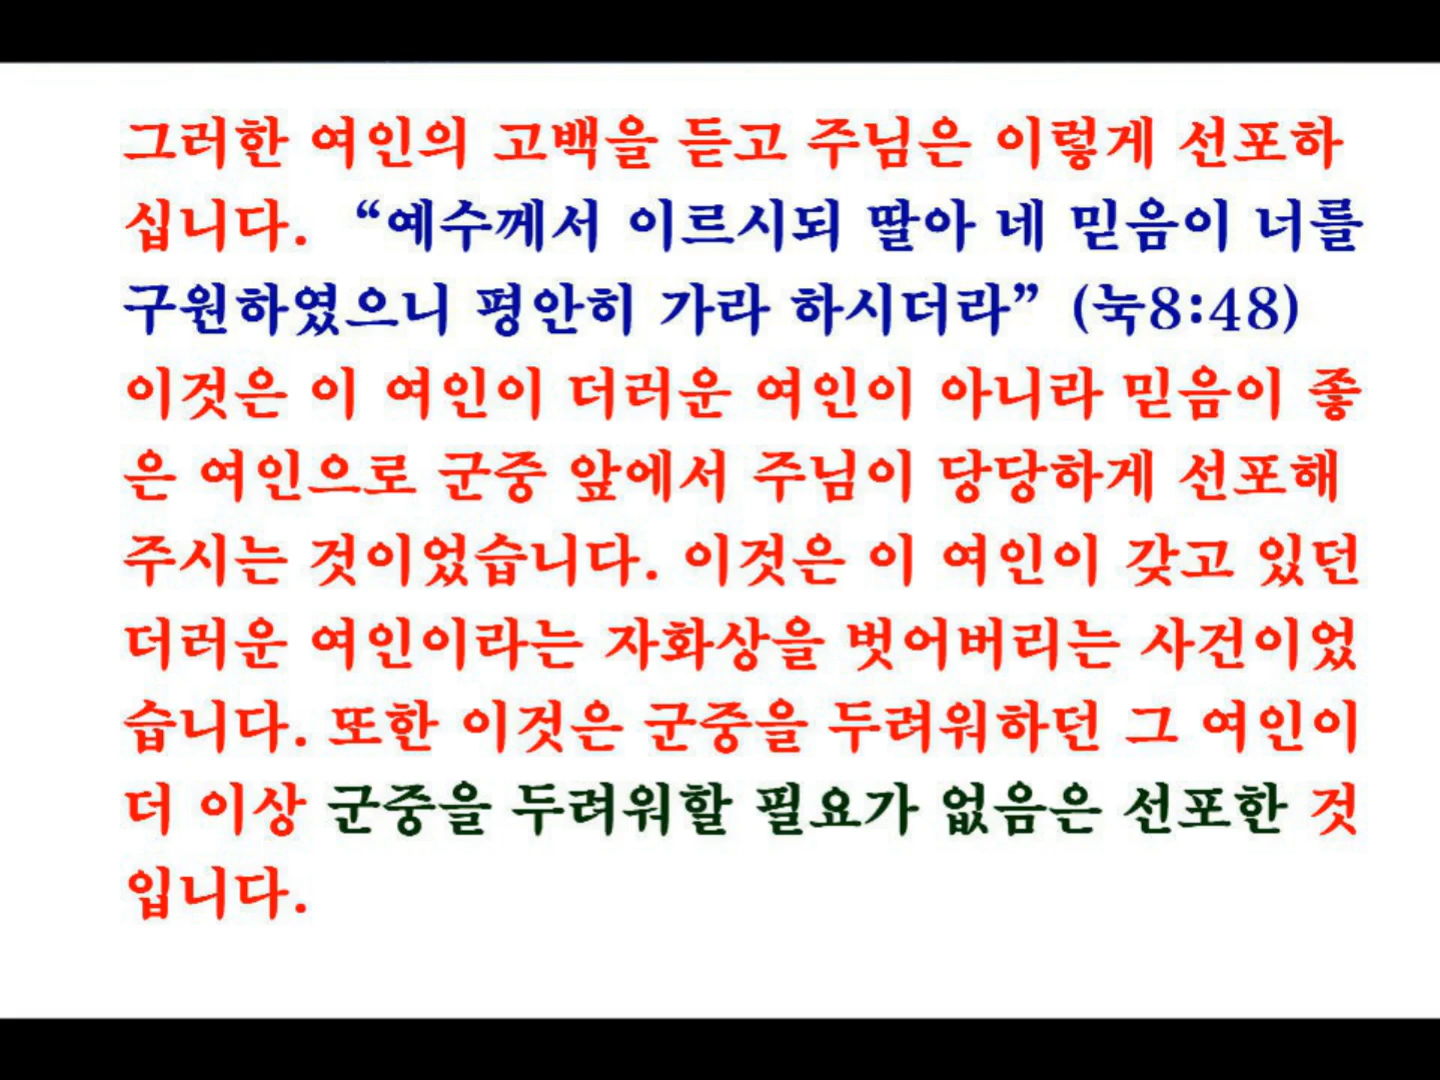 그러한 여인의 고백을 듣고 주님은 이렇게 선포하
십니다. “예수께서 이르시되 딸아 네 믿음이 너를
구원하였으니 평안히 가라 하시더라” (눅8:48)
이것은 이 여인이 더러운 여인이 아니라 믿음이 좋
은 여인으로 군중 앞에서 주님이 당당하게 선포해
주시는 것이었습니다. 이것은 이 여인이 갖고 있던
더러운 여인이라는 자화상을 벗어버리는 사건이었
습니다. 또한 이것은 군중을 두려워하던 그 여인이
더 이상 군중을 두려워할 필요가 없음은 선포한 것
입니다.